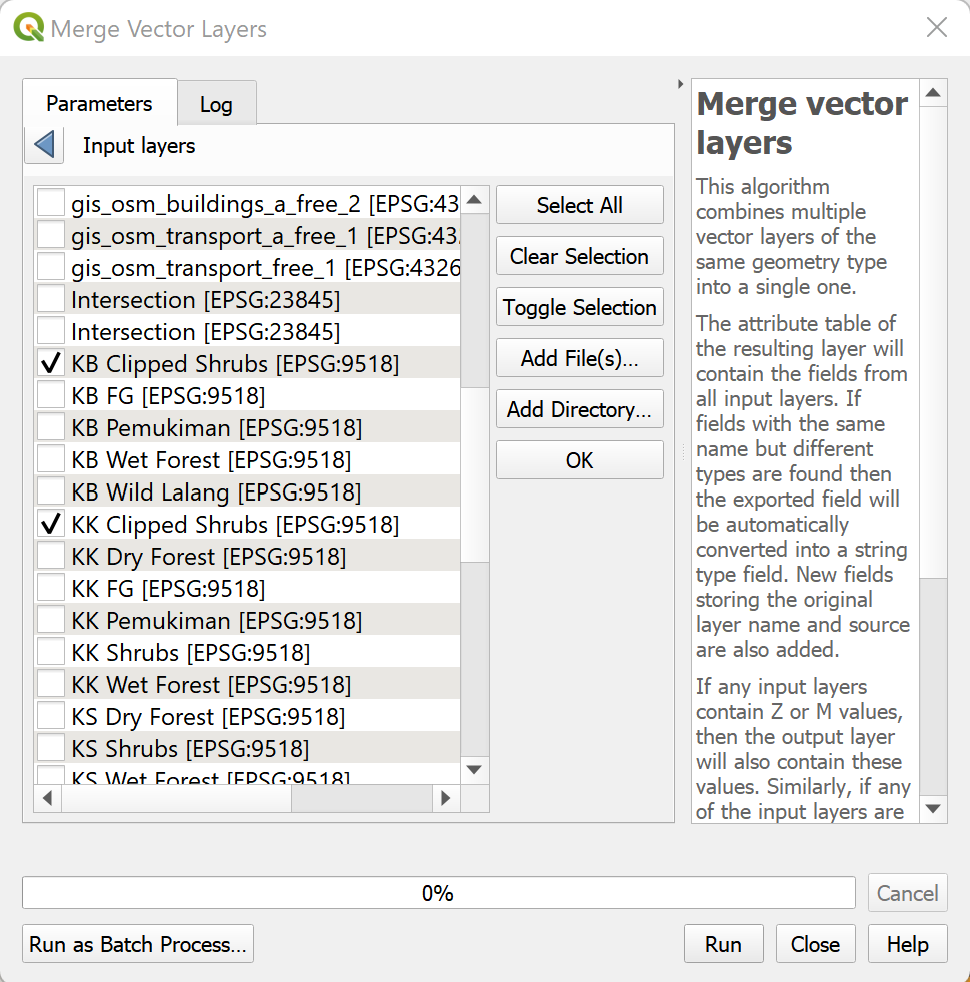 Merge Vector Layers
Parameters
Log
Input layers
gis_osm_buildings_a_free_2 [EPSG:43
gis_osm_transport_a_free_1 [EPSG:43.
gis_osm_transport_free_1 [EPSG:4326
Intersection [EPSG:23845]
Intersection [EPSG:23845]
KB Clipped Shrubs [EPSG:9518]
KB FG [EPSG:9518]
KB Pemukiman [EPSG:9518]
KB Wet Forest [EPSG:9518]
KB Wild Lalang [EPSG:9518]
KK Clipped Shrubs [EPSG:9518]
KK Dry Forest [EPSG:9518]
KK FG [EPSG:9518]
KK Pemukiman [EPSG:9518]
KK Shrubs [EPSG:9518]
KK Wet Forest [EPSG:9518]
KS Dry Forest [EPSG:9518]
KS Shrubs [EPSG:9518]
KS Wet Forest [EPSG:9518]
Select All
Clear Selection
Toggle Selection
Add File(s)...
Add Directory...
OK
Merge vector
layers
This algorithm
combines multiple
vector layers of the
same geometry type
into a single one.
The attribute table of
the resulting layer will
contain the fields from
all input layers. If
fields with the same
name but different
types are found then
the exported field will
be automatically
converted into a string
type field. New fields
storing the original
layer name and source
are also added.
If any input layers
contain Z or M values,
then the output layer
will also contain these
values. Similarly, if any
of the input layers are
0%
Cancel
Run as Batch Process...
Run
Close
Help